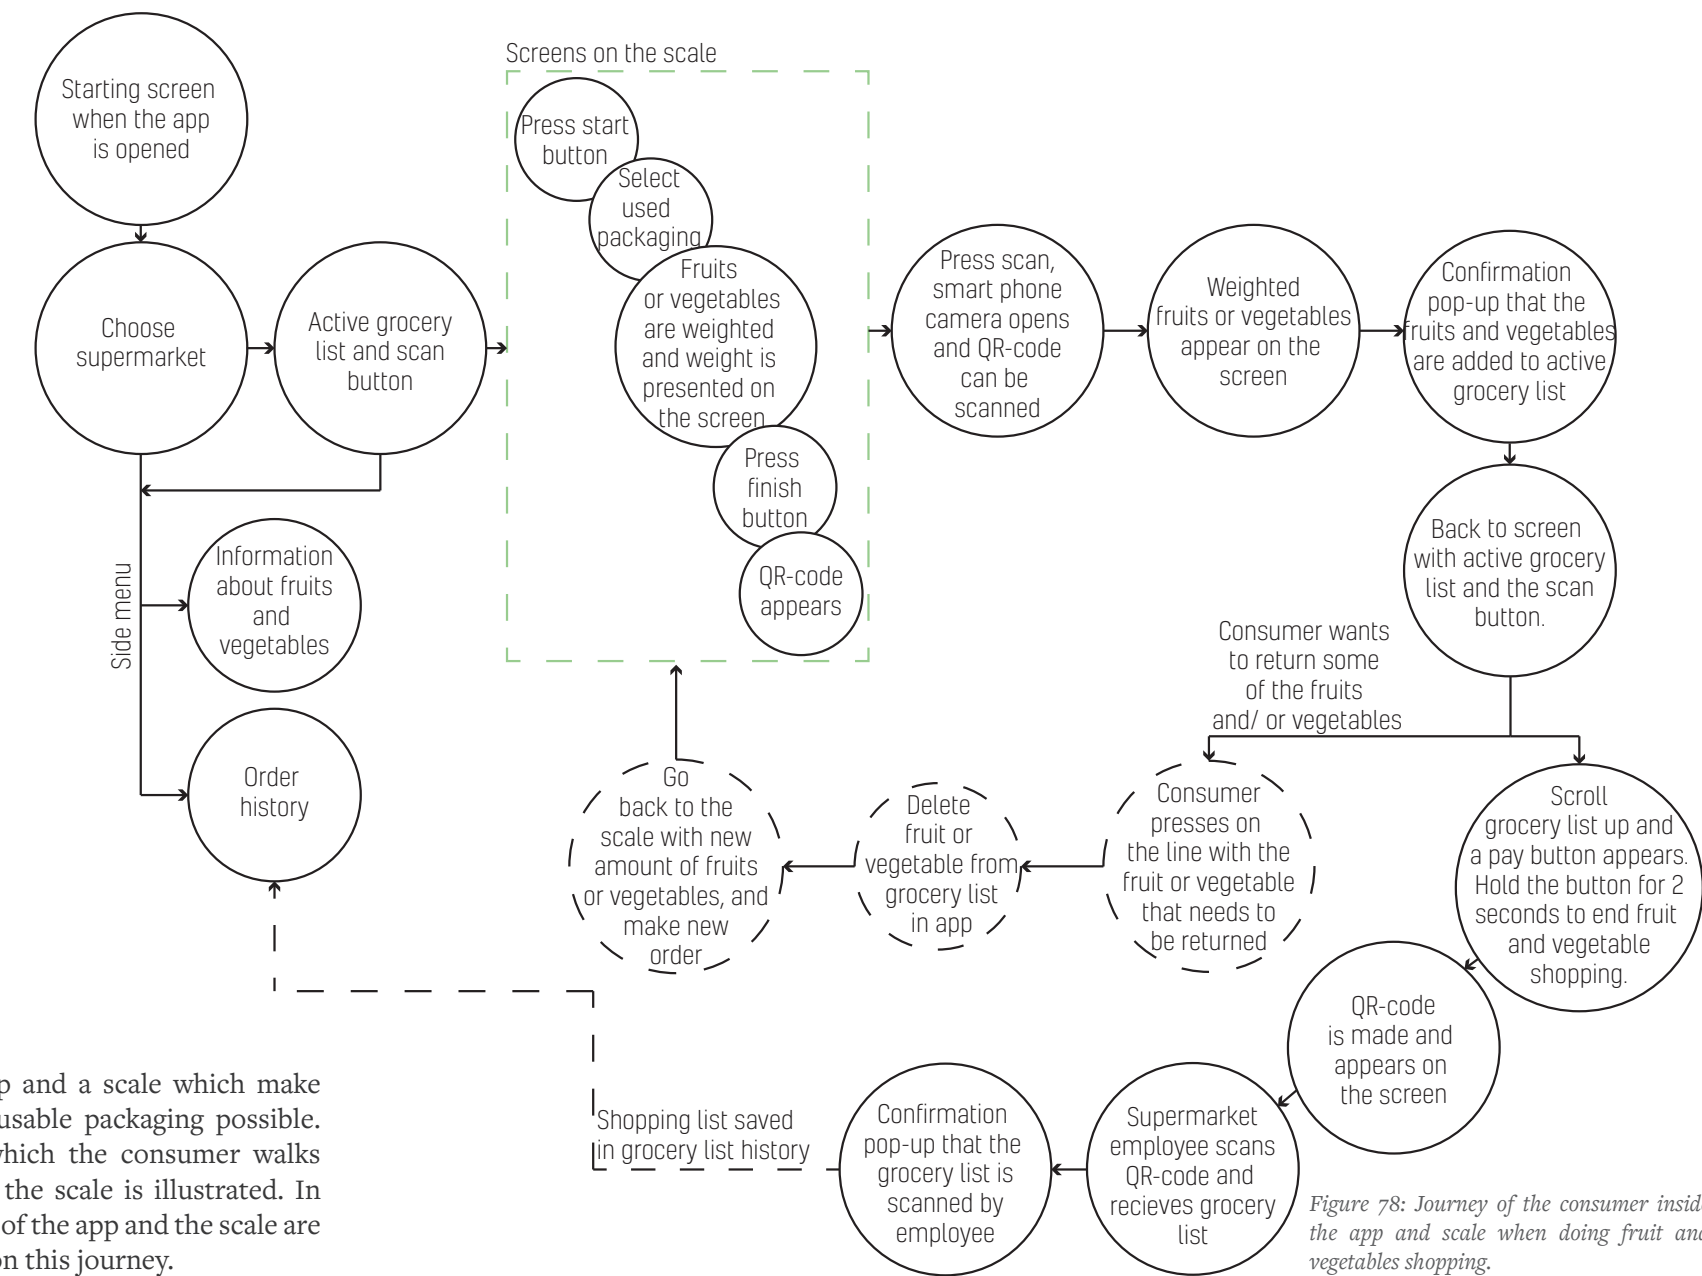 Starting screen
when the app
is opened
Choose
supermarket
Active grocery
list and scan
button
Side menu
Information
about fruits
and
vegetables
Order
history
Screens on the scale
Press start
button
Select
used
packaging
Fruits
or vegetables
are weighted
and weight is
presented on
the screen
Press
finish
button
QR-code
appears
Press scan,
smart phone
camera opens
and QR-code
can be
scanned
Weighted
fruits or vegetables
appear on the
screen
Confirmation
pop-up that the
fruits and vegetables
are added to active
grocery list
Back to screen
with active grocery
list and the scan
button.
Consumer wants
to return some
of the fruits
and/ or vegetables
Consumer
presses on
the line with the
fruit or vegetable
that needs to
be returned
Delete
fruit or
vegetable from
grocery list
in app
Go
back to the
scale with new
amount of fruits
or vegetables, and
make new
order
Scroll
grocery list up and
a pay button appears.
Hold the button for 2
seconds to end fruit
and vegetable
shopping.
QR-code
is made and
appears on
the screen
Supermarket
employee scans
QR-code and
recieves grocery
list
Confirmation
pop-up that the
grocery list is
scanned by
employee
Shopping list saved
in grocery list history
p and a scale which make
usable packaging possible.
which the consumer walks
the scale is illustrated. In
of the app and the scale are
on this journey.
Figure 78: Journey of the consumer inside
the app and scale when doing fruit and
vegetables shopping.